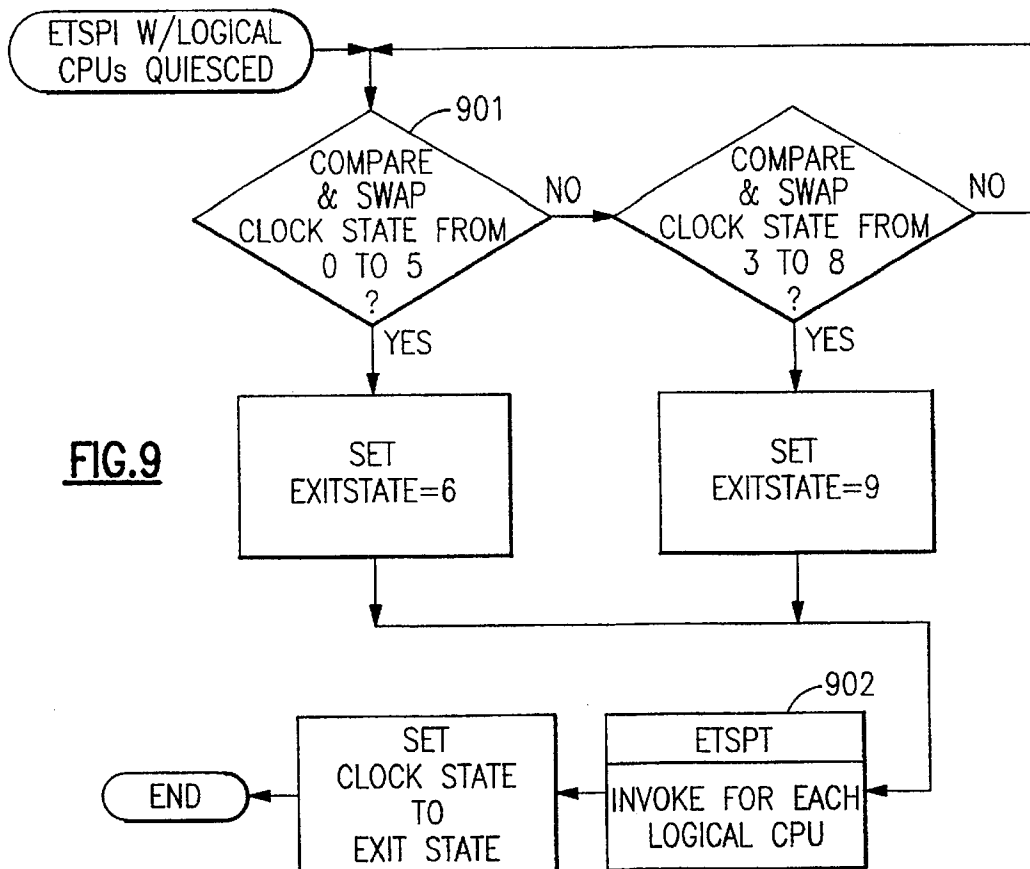 ETSPI W/LOGICAL
CPUs QUIESCED
901
COMPARE
& SWAP
CLOCK STATE FROM
0 TO 5
?
NO
YES
COMPARE
& SWAP
CLOCK STATE FROM
3 TO 8
?
NO
YES
FIG.9
SET
EXITSTATE=6
SET
EXITSTATE=9
902
ETSPT
INVOKE FOR EACH
LOGICAL CPU
SET
CLOCK STATE
TO
EXIT STATE
END